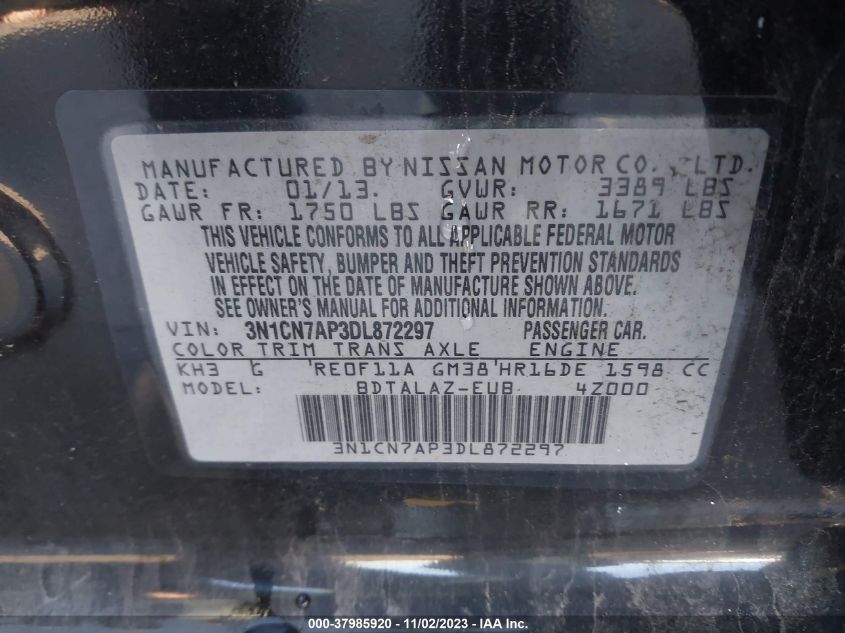 MANUFACTURED BY NISSAN MOTOR CO., LTD.
DATE: 01/13. GVWR: 3389 LBS
GAWR FR: 1750 LBS GAWR RR: 1671 LBS
THIS VEHICLE CONFORMS TO ALL APPLICABLE FEDERAL MOTOR
VEHICLE SAFETY, BUMPER AND THEFT PREVENTION STANDARDS
IN EFFECT ON THE DATE OF MANUFACTURE SHOWN ABOVE.
SEE OWNER'S MANUAL FOR ADDITIONAL INFORMATION.
VIN: 3N1CN7AP3DL872297 PASSENGER CAR.
COLOR TRIM TRANS AXLE ENGINE
KH3 G 'RE0F11A GM38'HR16DE 1598 CC
MODEL: BDTALAZ-EUB 4Z000
3N1CN7AP3DL872297
000-37985920 - 11/02/2023 - IAA Inc.